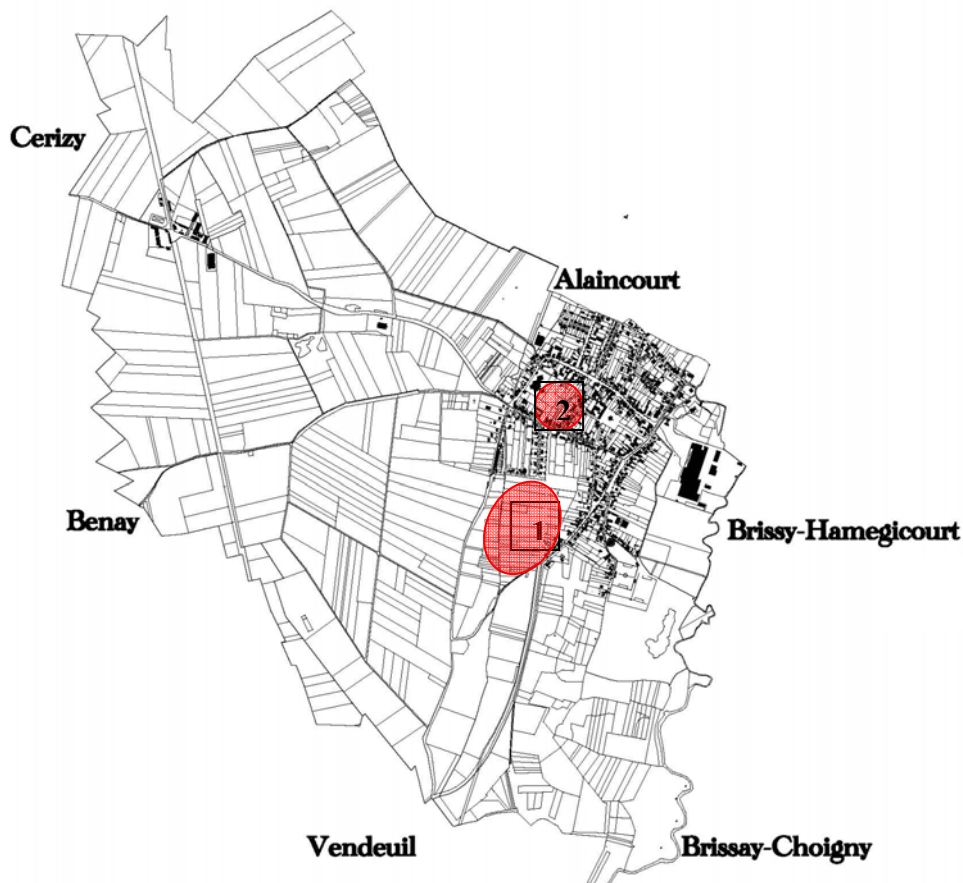 Cerizy
Alaincourt
2
Benay
1
Brissy-Hamegicourt
Vendeuil
Brissay-Choigny